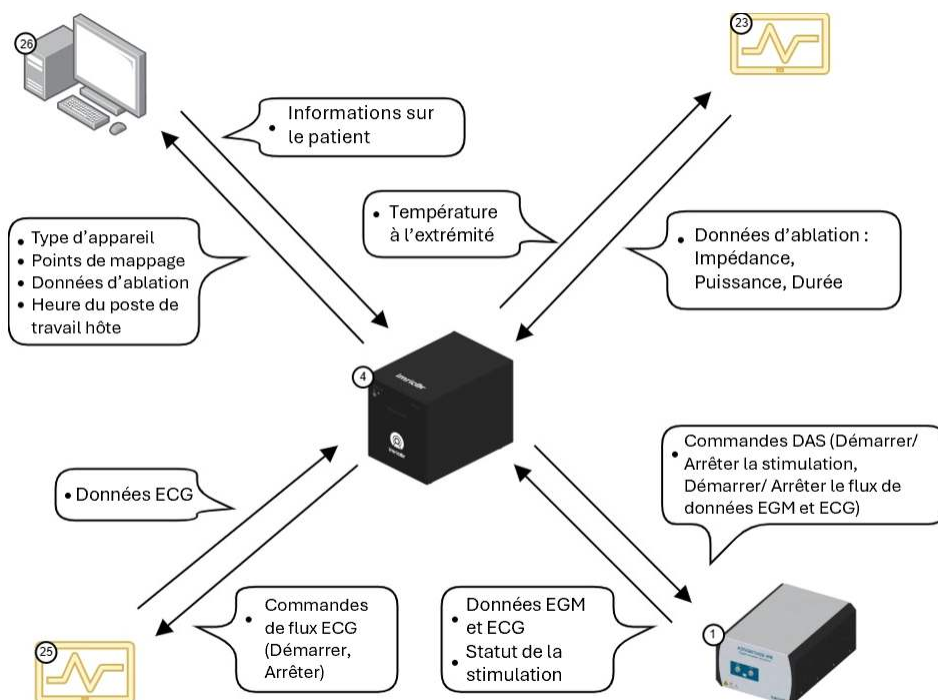 26
23
• Informations sur
le patient
• Température
à l'extrémité
• Type d'appareil
• Points de mappage
• Données d'ablation
• Heure du poste de
travail hôte
• Données d'ablation :
Impédance,
Puissance, Durée
4
imricor
imricor
• Données ECG
• Commandes DAS (Démarrer/
Arrêter la stimulation,
Démarrer/ Arrêter le flux de
données EGM et ECG)
• Commandes
de flux ECG
(Démarrer,
Arrêter)
• Données EGM
et ECG
• Statut de la
stimulation
25
1